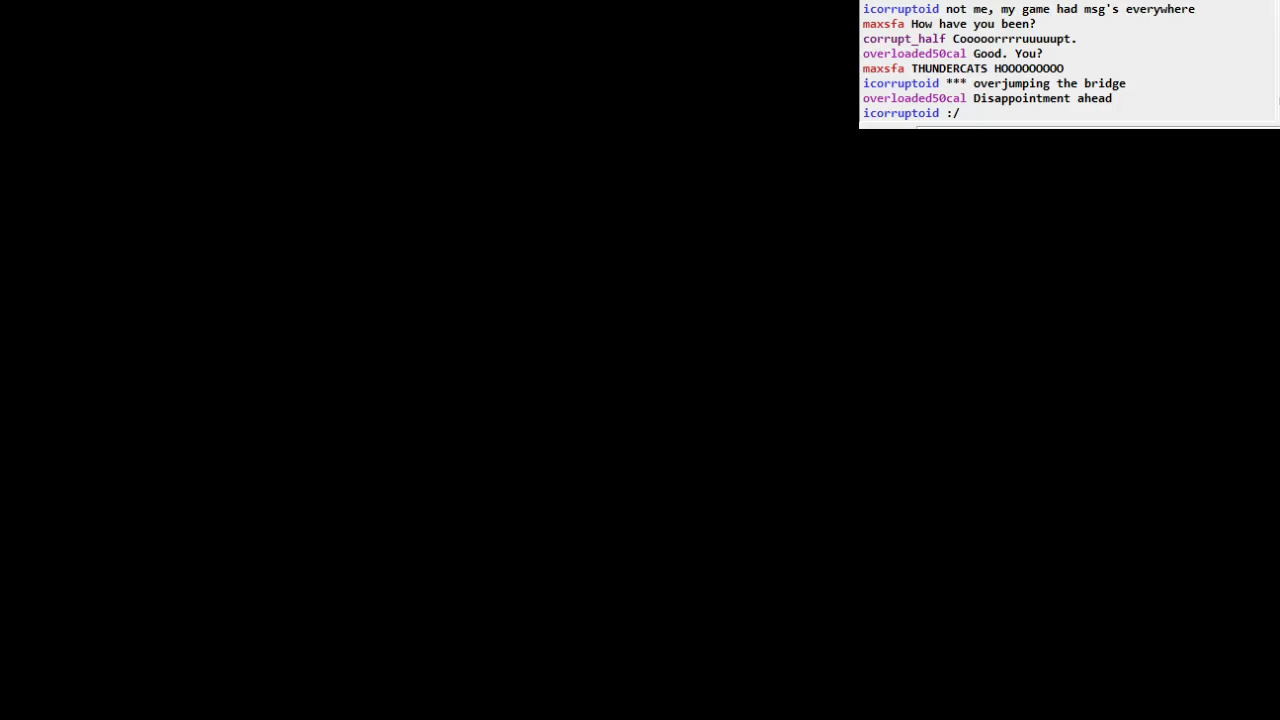 icorruptoid not me, my game had msg's everywhere
maxsfa How have you been?
corrupt_half Cooooorrrruuuuupt.
overloaded50cal Good. You?
maxsfa THUNDERCATS HOOOOOOOOO
icorruptoid *** overjumping the bridge
overloaded50cal Disappointment ahead
icorruptoid :/